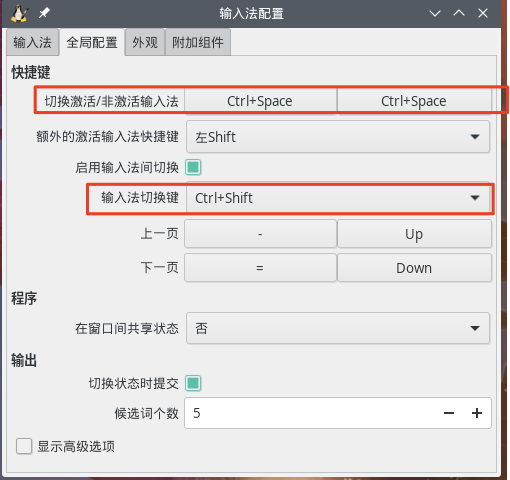 输入法配置
输入法 全局配置 外观 附加组件
快捷键
切换激活/非激活输入法 Ctrl+Space Ctrl+Space
额外的激活输入法快捷键 左Shift
启用输入法间切换
输入法切换键 Ctrl+Shift
上一页 - Up
下一页 = Down
程序
在窗口间共享状态 否
输出
切换状态时提交
候选词个数 5 − +
显示高级选项